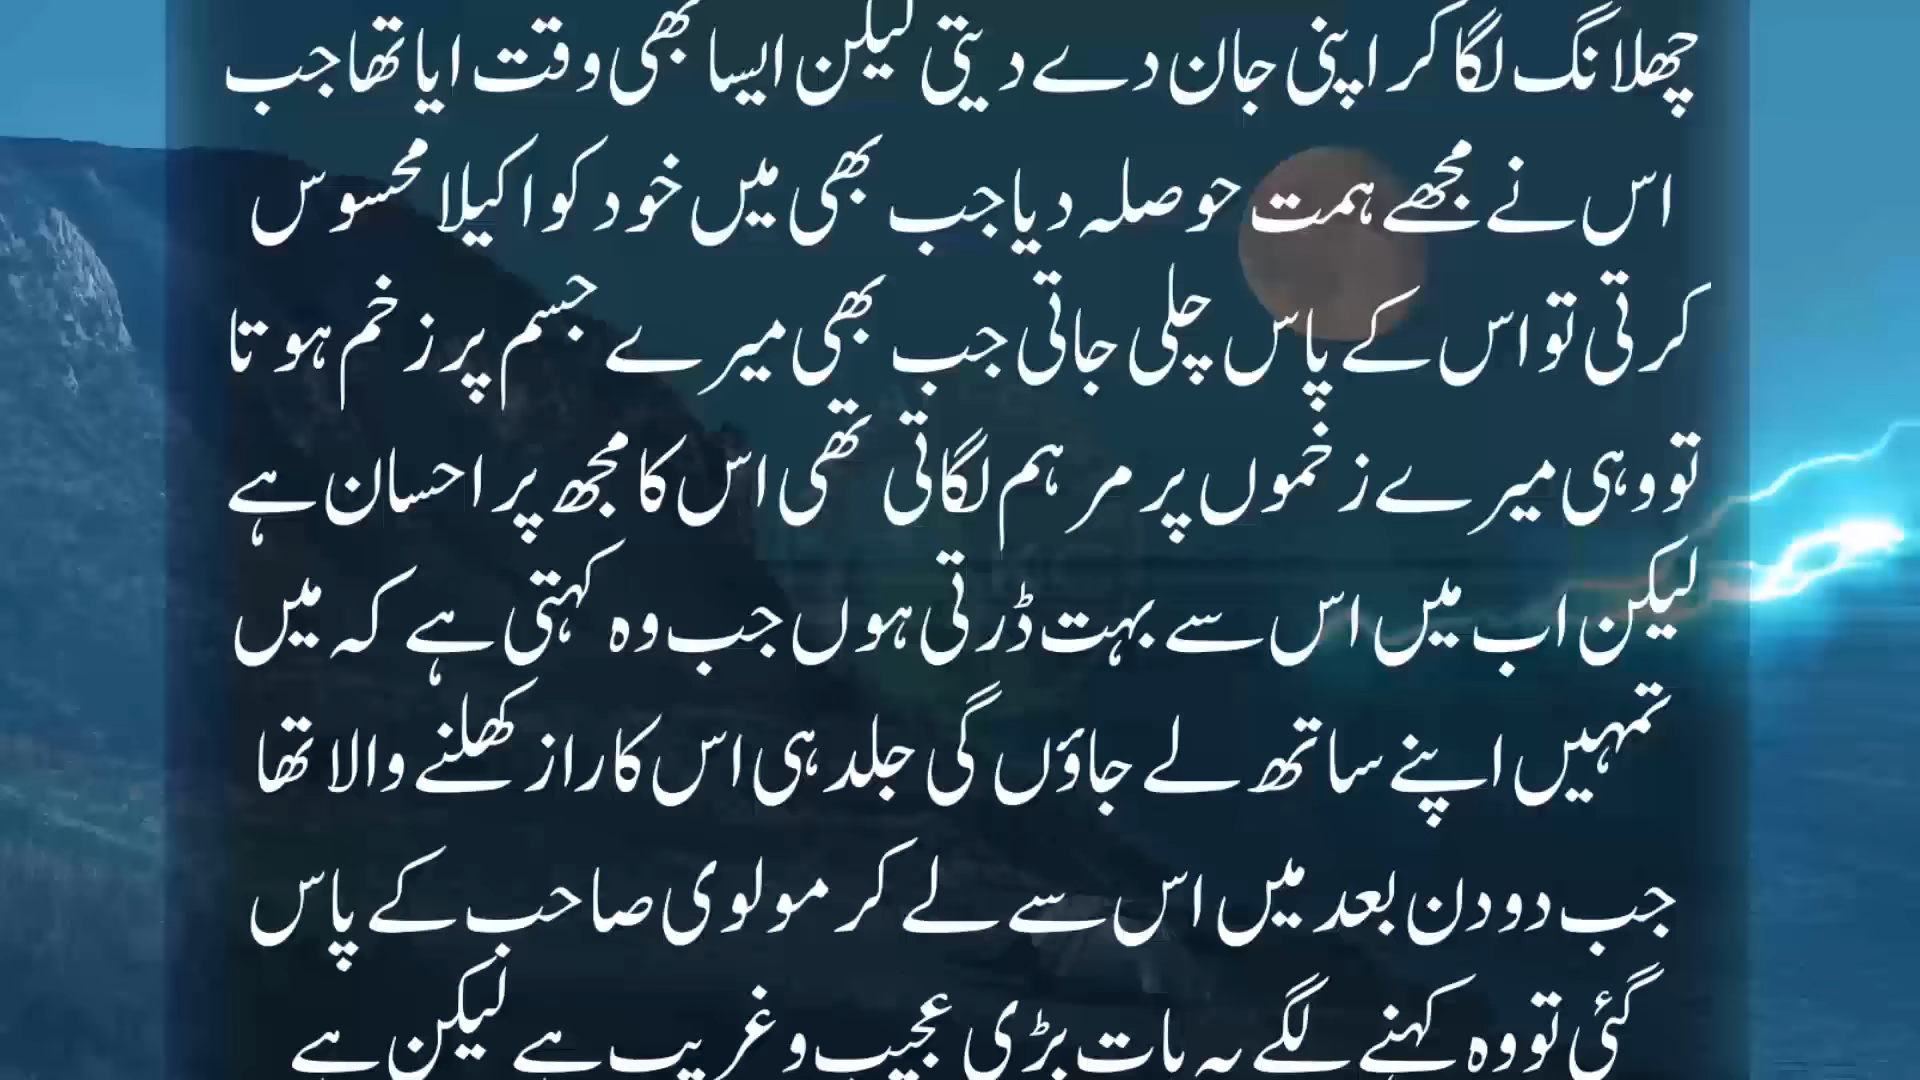 چھلانگ لگا کر اپنی جان دے دیتی لیکن ایسا بھی وقت ایا تھا جب
اس نے مجھے ہمت حوصلہ دیا جب بھی میں خود کو اکیلا محسوس
کرتی تو اس کے پاس چلی جاتی جب بھی میرے جسم پر زخم ہوتا
تو وہی میرے زخموں پر مرہم لگاتی تھی اس کا مجھ پر احسان ہے
لیکن اب میں اس سے بہت ڈرتی ہوں جب وہ کہتی ہے کہ میں
تمہیں اپنے ساتھ لے جاؤں گی جلد ہی اس کا راز کھلنے والا تھا
جب دو دن بعد میں اس سے لے کر مولوی صاحب کے پاس
گئی تو وہ کہنے لگے یہ بات بڑی عجیب و غریب ہے لیکن ہے